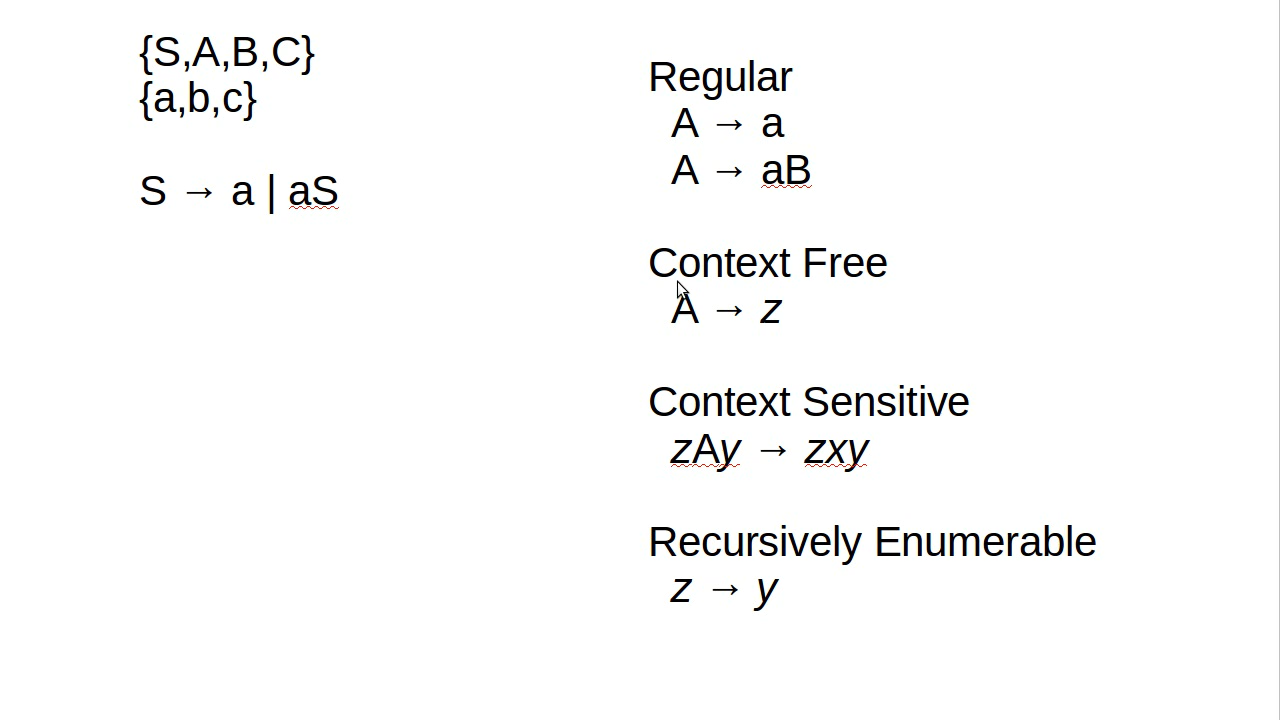 {S,A,B,C}
{a,b,c}
S → a | aS
Regular
A → a
A → aB
Context Free
A → z
Context Sensitive
zAy → zxy
Recursively Enumerable
z → y